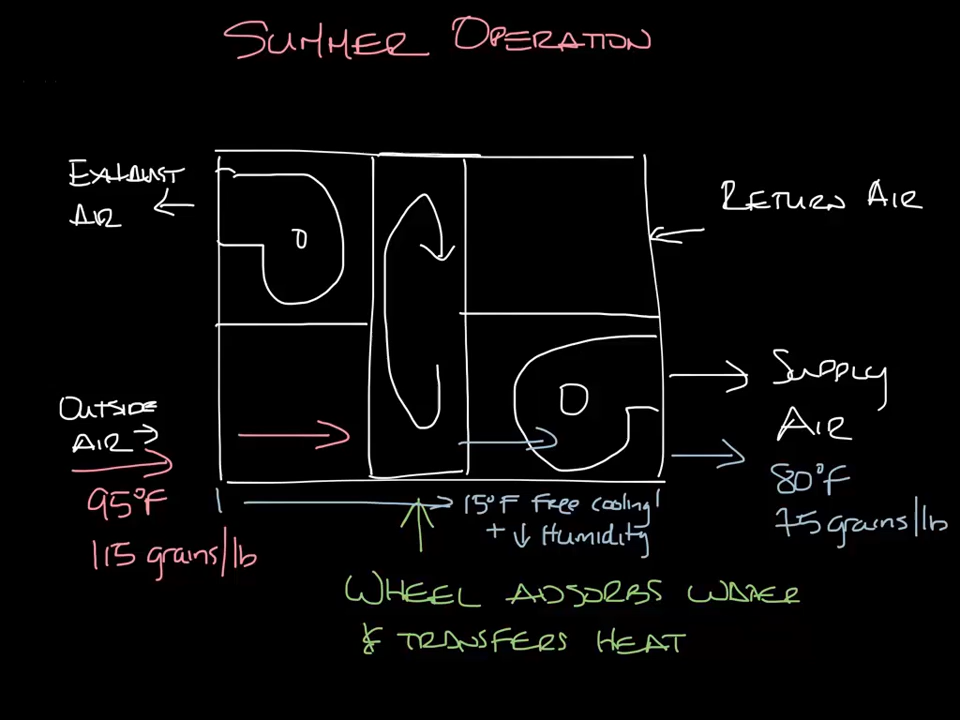 SUMMER OPERATION
EXHAUST
AIR
RETURN AIR
OUTSIDE
AIR
95°F
115 grains/lb
SUPPLY
AIR
80°F
75 grains/lb
15°F Free cooling
+ ↓ Humidity
WHEEL ADSORBS WATER
& TRANSFERS HEAT